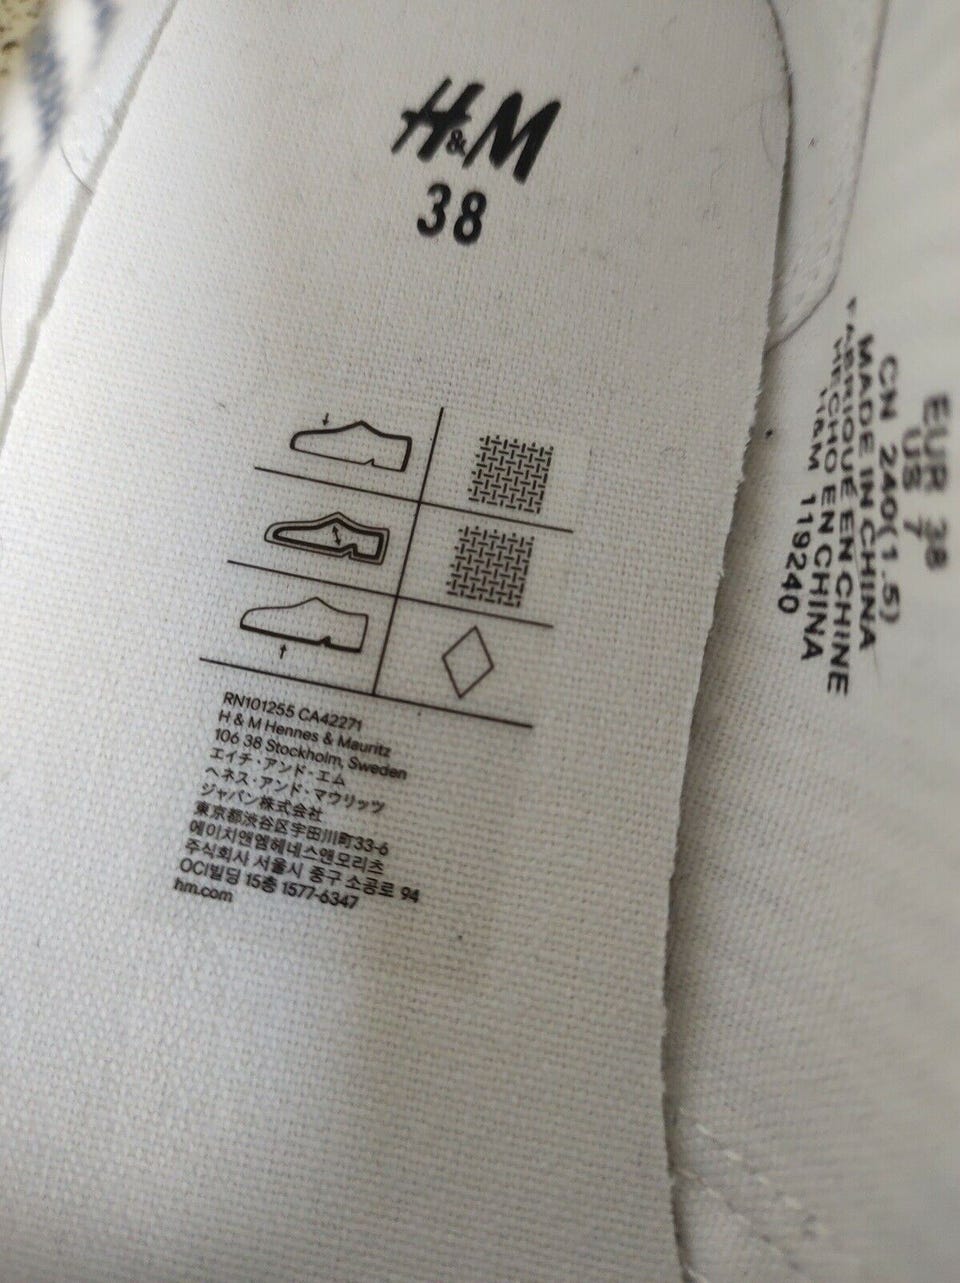 H&M
38
RN101255 CA42271
H & M Hennes & Mauritz
106 38 Stockholm, Sweden
エイチ・アンド・エム
ヘネス・アンド・マウリッツ
ジャパン株式会社
東京都渋谷区宇田川町33-6
에이치앤엠헤네스앤모리츠
주식회사 서울시 중구 소공로 94
OCI빌딩 15층 1577-6347
hm.com
EUR 38
US 7
CN 240(1.5)
MADE IN CHINA
FABRIQUÉ EN CHINE
HECHO EN CHINA
H&M 119240